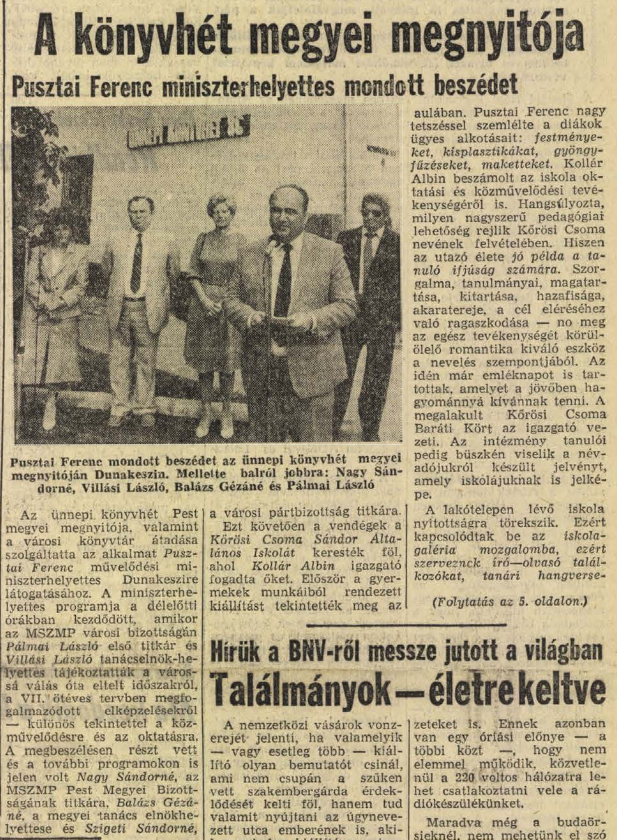 A könyvhét megyei megnyitója
Pusztai Ferenc miniszterhelyettes mondott beszédet
ÜNNEPI KÖNYVHÉT 86.
Pusztai Ferenc mondott beszédet az ünnepi könyvhét megyei
megnyitóján Dunakeszin. Mellette balról jobbra: Nagy Sán-
dorné, Villási László, Balázs Gézáné és Pálmai László
Az ünnepi könyvhét Pest
megyei megnyitója, valamint
a városi könyvtár átadása
szolgáltatta az alkalmat Pusz-
tai Ferenc művelődési mi-
niszterhelyettes Dunakeszire
látogatásához. A miniszterhe-
lyettes programja a délelőtti
órákban kezdődött, amikor
az MSZMP városi bizottságán
Pálmai László első titkár és
Villási László tanácselnök-he-
lyettes tájékoztatták a város-
sá válás óta eltelt időszakról,
a VII. ötéves tervben megfo-
galmazódott elképzelésekről
— különös tekintettel a köz-
művelődésre és az oktatásra.
A megbeszélésen részt vett
és a további programokon is
jelen volt Nagy Sándorné, az
MSZMP Pest Megyei Bizott-
ságának titkára, Balázs Gézá-
né, a megyei tanács elnökhe-
lyettese és Szigeti Sándorné,
a városi pártbizottság titkára.
Ezt követően a vendégek a
Kőrösi Csoma Sándor Álta-
lános Iskolát keresték föl,
ahol Kollár Albin igazgató
fogadta őket. Először a gyer-
mekek munkáiból rendezett
kiállítást tekintették meg az
aulában. Pusztai Ferenc nagy
tetszéssel szemlélte a diákok
ügyes alkotásait: festménye-
ket, kisplasztikákat, gyöngy-
fűzéseket, maketteket. Kollár
Albin beszámolt az iskola ok-
tatási és közművelődési tevé-
kenységéről is. Hangsúlyozta,
milyen nagyszerű pedagógiai
lehetőség rejlik Kőrösi Csoma
nevének felvételében. Hiszen
az utazó élete jó példa a ta-
nuló ifjúság számára. Szor-
galma, tanulmányai, magatar-
tása, kitartása, hazafisága,
akaratereje, a cél eléréséhez
való ragaszkodása — no meg
az egész tevékenységét körül-
ölelő romantika kiváló eszköz
a nevelés szempontjából. Az
idén már emléknapot is tar-
tottak, amelyet a jövőben ha-
gyománnyá kívánnak tenni. A
megalakult Kőrösi Csoma
Baráti Kört az igazgató ve-
zeti. Az intézmény tanulói
pedig büszkén viselik a név-
adójukról készült jelvényt,
amely iskolájuknak is jelké-
pe.
A lakótelepen lévő iskola
nyitottságra törekszik. Ezért
kapcsolódtak be az iskola-
galéria mozgalomba, ezért
szerveznek író—olvasó talál-
kozókat, tanári hangverse-
(Folytatás az 5. oldalon.)
Hírük a BNV-ről messze jutott a világban
Találmányok — életre keltve
A nemzetközi vásárok vonz-
erejét jelenti, ha valamelyik
— vagy esetleg több — kiál-
lító olyan bemutatót csinál,
ami nem csupán a szűken
vett szakembergárda érdek-
lődését kelti föl, hanem tud
valamit nyújtani az úgyneve-
zett utca emberének is, aki-
zeteket is. Ennek azonban
van egy óriási előnye — a
többi közt —, hogy nem
elemmel működik, közvetle-
nül a 220 voltos hálózatra le-
het csatlakoztatni vele a rá-
diókészülékünket.
Maradva még a budaör-
sieknél, nem mehetünk el szó